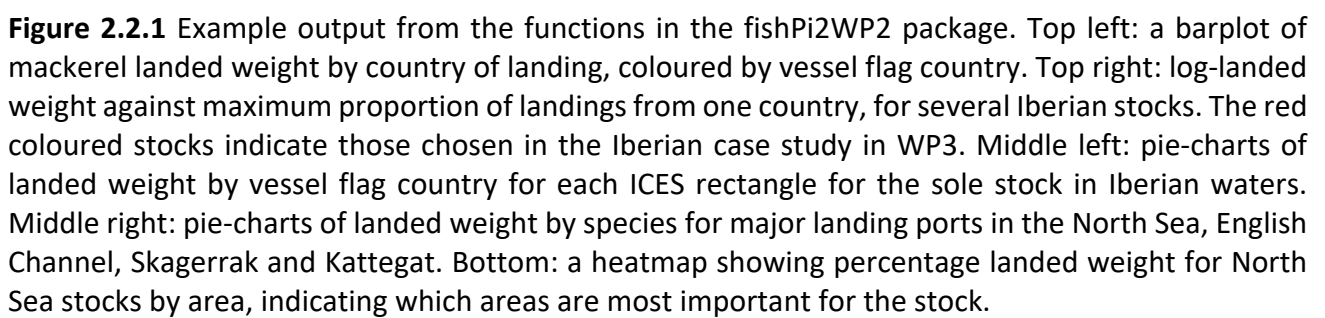 Figure 2.2.1 Example output from the functions in the fishPi2WP2 package. Top left: a barplot of
mackerel landed weight by country of landing, coloured by vessel flag country. Top right: log-landed
weight against maximum proportion of landings from one country, for several Iberian stocks. The red
coloured stocks indicate those chosen in the Iberian case study in WP3. Middle left: pie-charts of
landed weight by vessel flag country for each ICES rectangle for the sole stock in Iberian waters.
Middle right: pie-charts of landed weight by species for major landing ports in the North Sea, English
Channel, Skagerrak and Kattegat. Bottom: a heatmap showing percentage landed weight for North
Sea stocks by area, indicating which areas are most important for the stock.